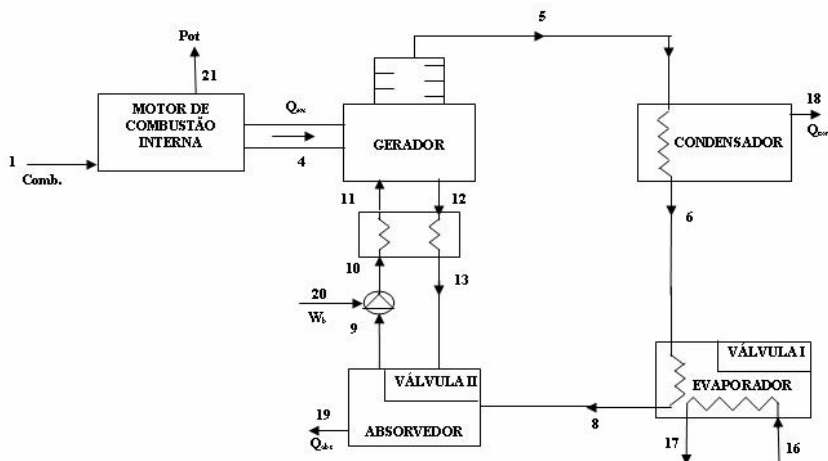 5
Pot
21
MOTOR DE
COMBUSTÃO
INTERNA
1
Comb.
4
GERADOR
18
CONDENSADOR
11
12
6
10
13
20
9
VÁLVULA I
EVAPORADOR
VÁLVULA II
ABSORVEDOR
19
8
17
16